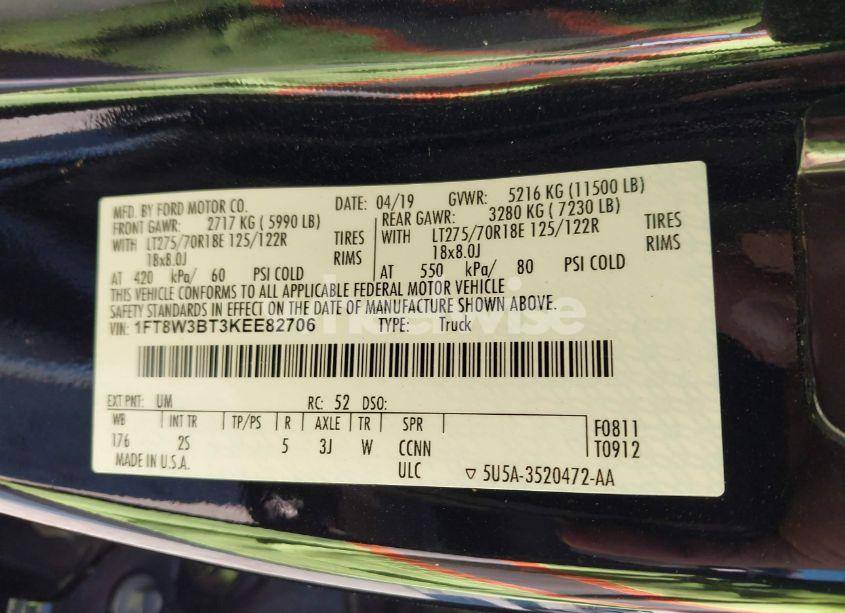 MFD. BY FORD MOTOR CO. DATE: 04/19 GVWR: 5216 KG (11500 LB)
FRONT GAWR: 2717 KG ( 5990 LB) REAR GAWR: 3280 KG ( 7230 LB)
WITH LT275/70R18E 125/122R TIRES WITH LT275/70R18E 125/122R TIRES
18x8.0J RIMS 18x8.0J RIMS
AT 420 kPa/ 60 PSI COLD AT 550 kPa/ 80 PSI COLD
THIS VEHICLE CONFORMS TO ALL APPLICABLE FEDERAL MOTOR VEHICLE
SAFETY STANDARDS IN EFFECT ON THE DATE OF MANUFACTURE SHOWN ABOVE.
VIN: 1FT8W3BT3KEE82706 TYPE: Truck
EXT PNT: UM RC: 52 DSO:
WB INT TR TP/PS R AXLE TR SPR F0811
176 2S 5 3J W CCNN T0912
MADE IN U.S.A. ULC ▽ 5U5A-3520472-AA